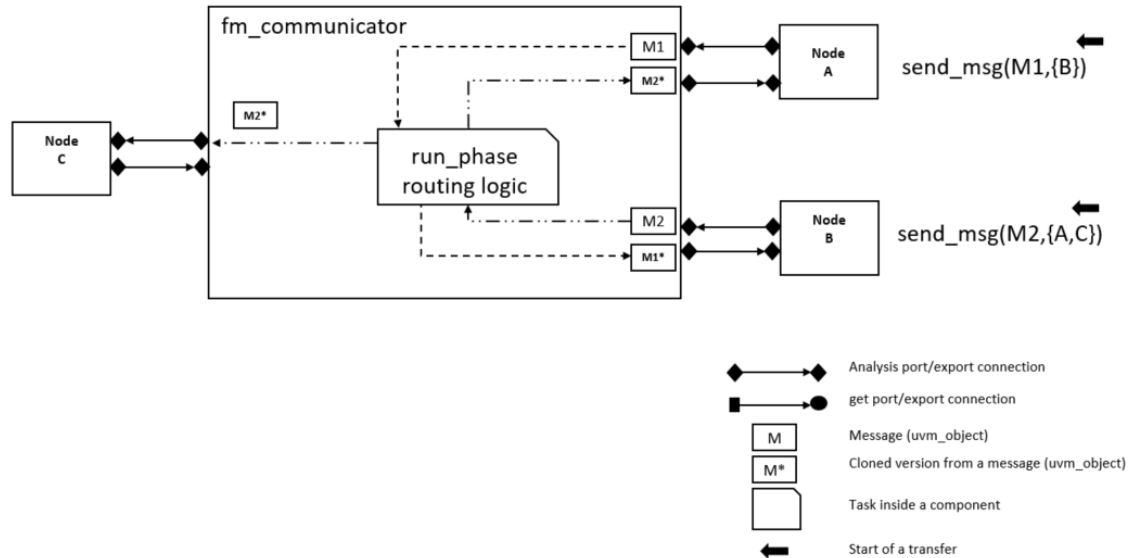 fm_communicator
M1
Node
A
send_msg(M1,{B})
M2*
M2*
Node
C
run_phase
routing logic
M2
Node
B
send_msg(M2,{A,C})
M1*
Analysis port/export connection
get port/export connection
M
Message (uvm_object)
M*
Cloned version from a message (uvm_object)
Task inside a component
Start of a transfer